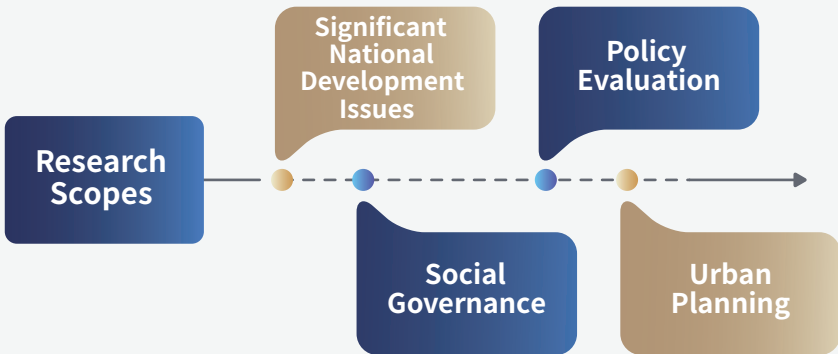 Research
Scopes
Significant
National
Development
Issues
Social
Governance
Policy
Evaluation
Urban
Planning